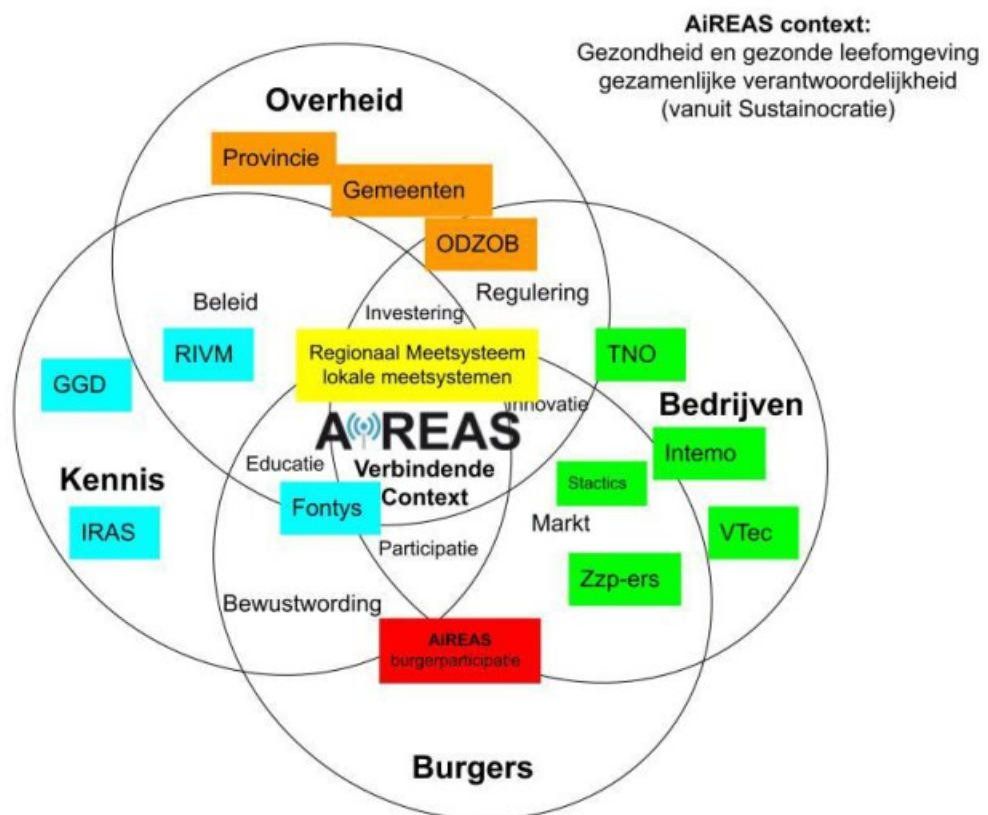 AiREAS context:
Gezondheid en gezonde leefomgeving
gezamenlijke verantwoordelijkheid
(vanuit Sustainocratie)
Overheid
Provincie
Gemeenten
ODZOB
Regulering
Beleid
Investering
RIVM
GGD
Regionaal Meetsysteem
lokale meetsystemen
TNO
innovatie
Bedrijven
AiREAS
Verbindende
Context
Educatie
Kennis
Fontys
IRAS
Intemo
Stactics
Markt
VTec
Participatie
Zzp-ers
Bewustwording
AiREAS
burgerparticipatie
Burgers